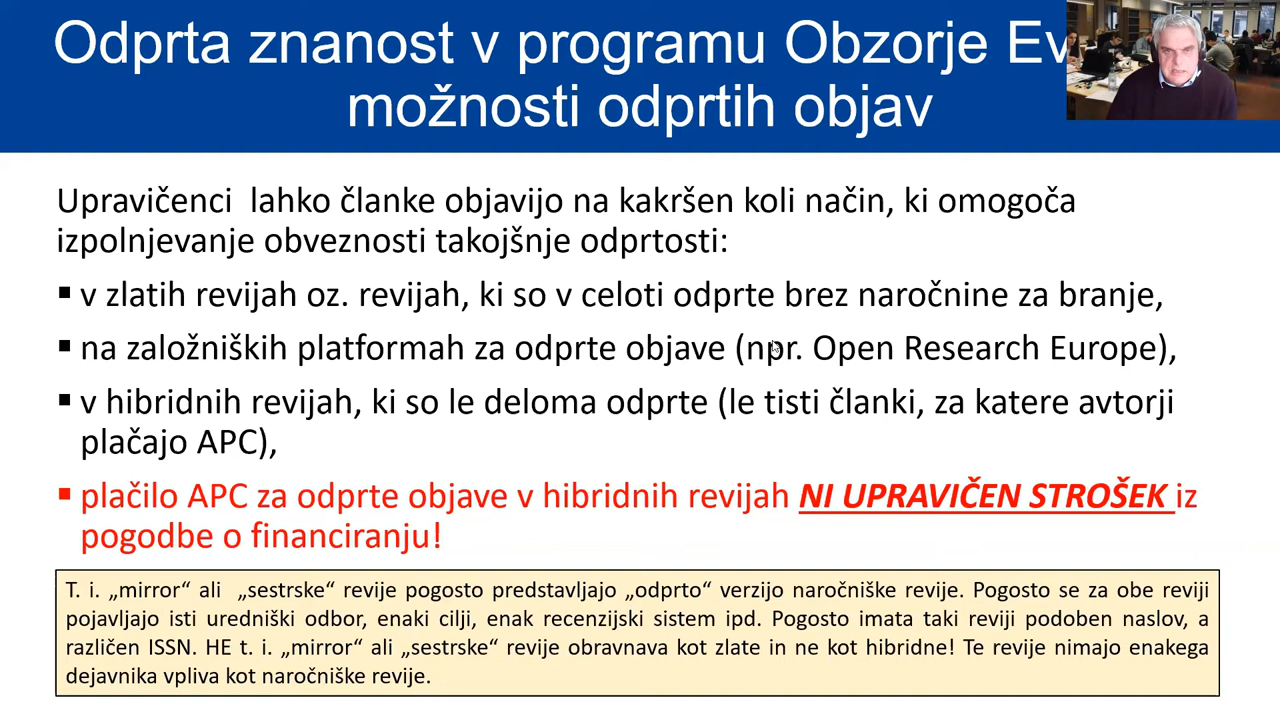 Odprta znanost v programu Obzorje
možnosti odprtih objav
Upravičenci lahko članke objavijo na kakršen koli način, ki omogoča
izpolnjevanje obveznosti takojšnje odprtosti:
▪ v zlatih revijah oz. revijah, ki so v celoti odprte brez naročnine za branje,
▪ na založniških platformah za odprte objave (npr. Open Research Europe),
▪ v hibridnih revijah, ki so le deloma odprte (le tisti članki, za katere avtorji
plačajo APC),
▪ plačilo APC za odprte objave v hibridnih revijah NI UPRAVIČEN STROŠEK iz
pogodbe o financiranju!
T. i. „mirror“ ali „sestrske“ revije pogosto predstavljajo „odprto“ verzijo naročniške revije. Pogosto se za obe reviji
pojavljajo isti uredniški odbor, enaki cilji, enak recenzijski sistem ipd. Pogosto imata taki reviji podoben naslov, a
različen ISSN. HE t. i. „mirror“ ali „sestrske“ revije obravnava kot zlate in ne kot hibridne! Te revije nimajo enakega
dejavnika vpliva kot naročniške revije.